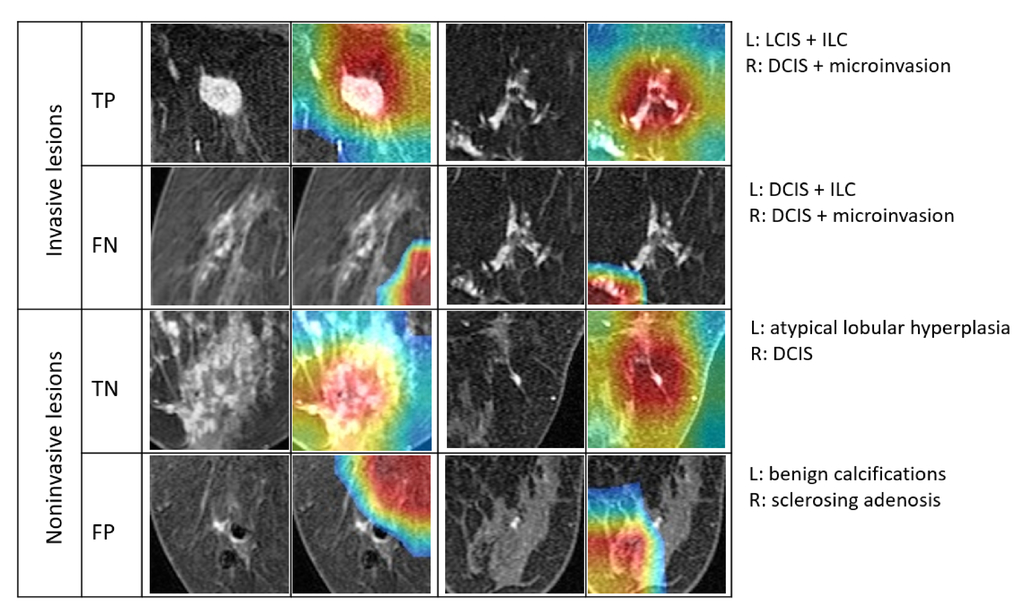 Invasive lesions
TP
L: LCIS + ILC
R: DCIS + microinvasion
FN
L: DCIS + ILC
R: DCIS + microinvasion
Noninvasive lesions
TN
L: atypical lobular hyperplasia
R: DCIS
FP
L: benign calcifications
R: sclerosing adenosis